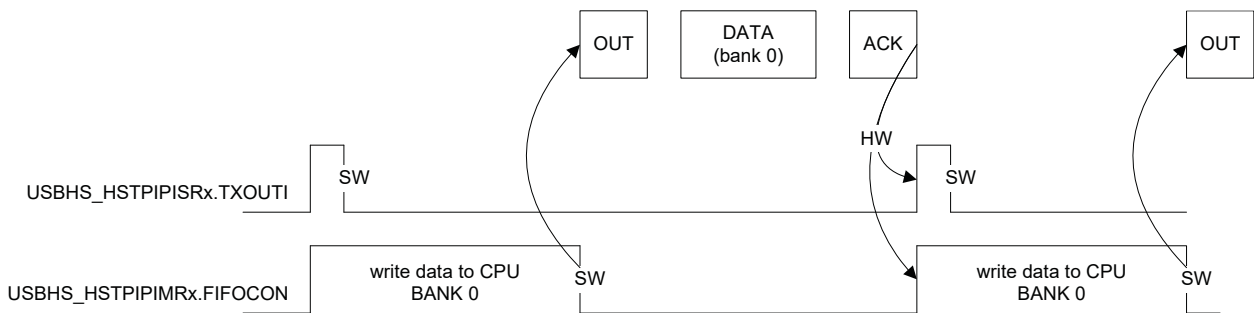 OUT
DATA
(bank 0)
ACK
OUT
HW
USBHS_HSTPIPISRx.TXOUTI
SW
SW
USBHS_HSTPIPIMRx.FIFOCON
write data to CPU
BANK 0
SW
write data to CPU
BANK 0
SW